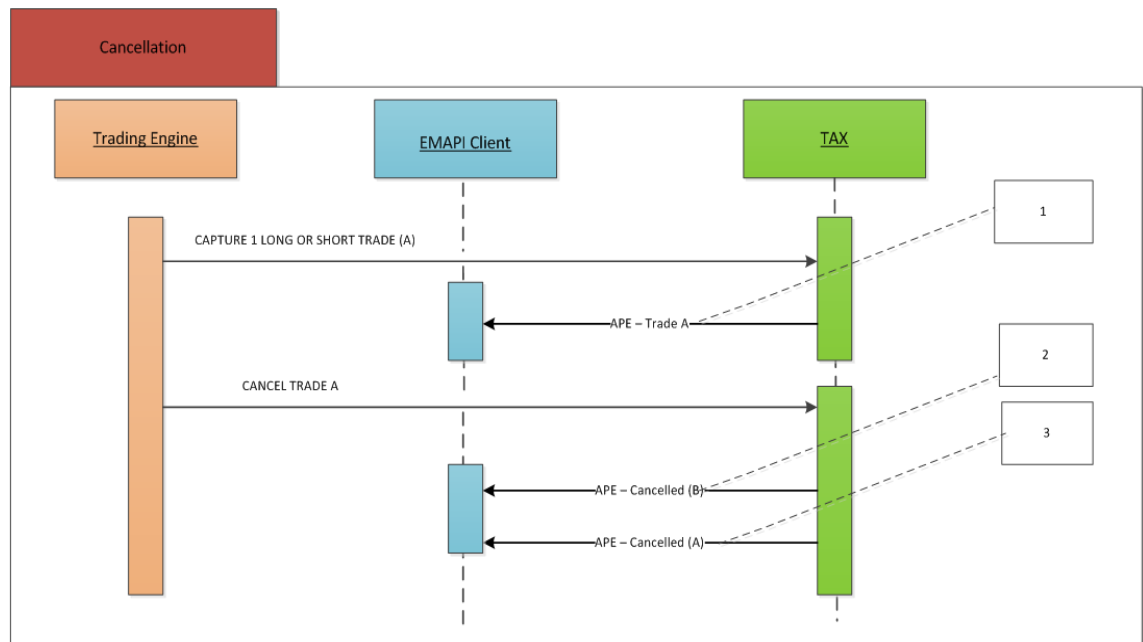 Cancellation
Trading Engine
EMAPI Client
TAX
1
CAPTURE 1 LONG OR SHORT TRADE (A)
APE – Trade A
2
CANCEL TRADE A
3
APE – Cancelled (B)
APE – Cancelled (A)